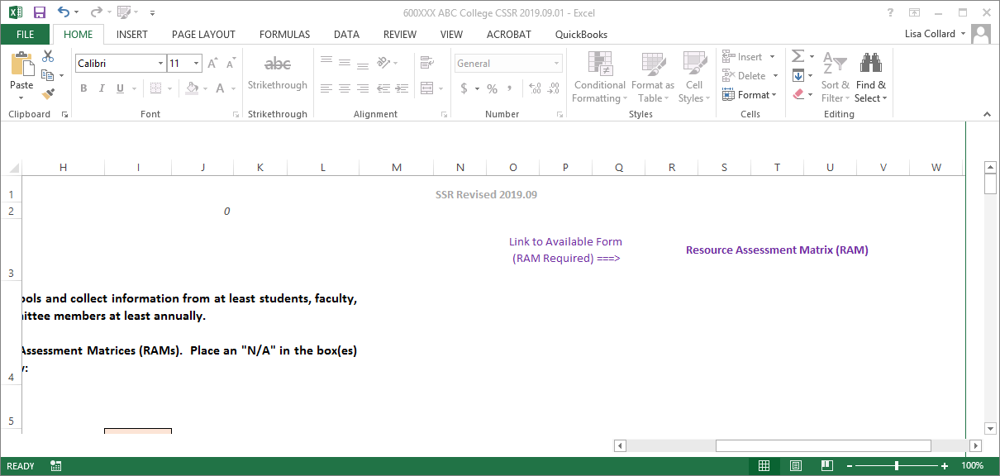 600XXX ABC College CSSR 2019.09.01 - Excel
?
FILE HOME INSERT PAGE LAYOUT FORMULAS DATA REVIEW VIEW ACROBAT QuickBooks
Lisa Collard
Calibri 11 A A abc General Insert
Paste Strikethrough Conditional Format as Cell Delete Sort & Find &
B I U A $ % , .0 .00 Formatting Table Styles Format Filter Select
Clipboard Font Strikethrough Alignment Number Styles Cells Editing
H I J K L M N O P Q R S T U V W
1 SSR Revised 2019.09
2 0
Link to Available Form
(RAM Required) ===>
Resource Assessment Matrix (RAM)
3
ools and collect information from at least students, faculty,
ittee members at least annually.
Assessment Matrices (RAMs). Place an "N/A" in the box(es)
y:
4
5
READY
100%